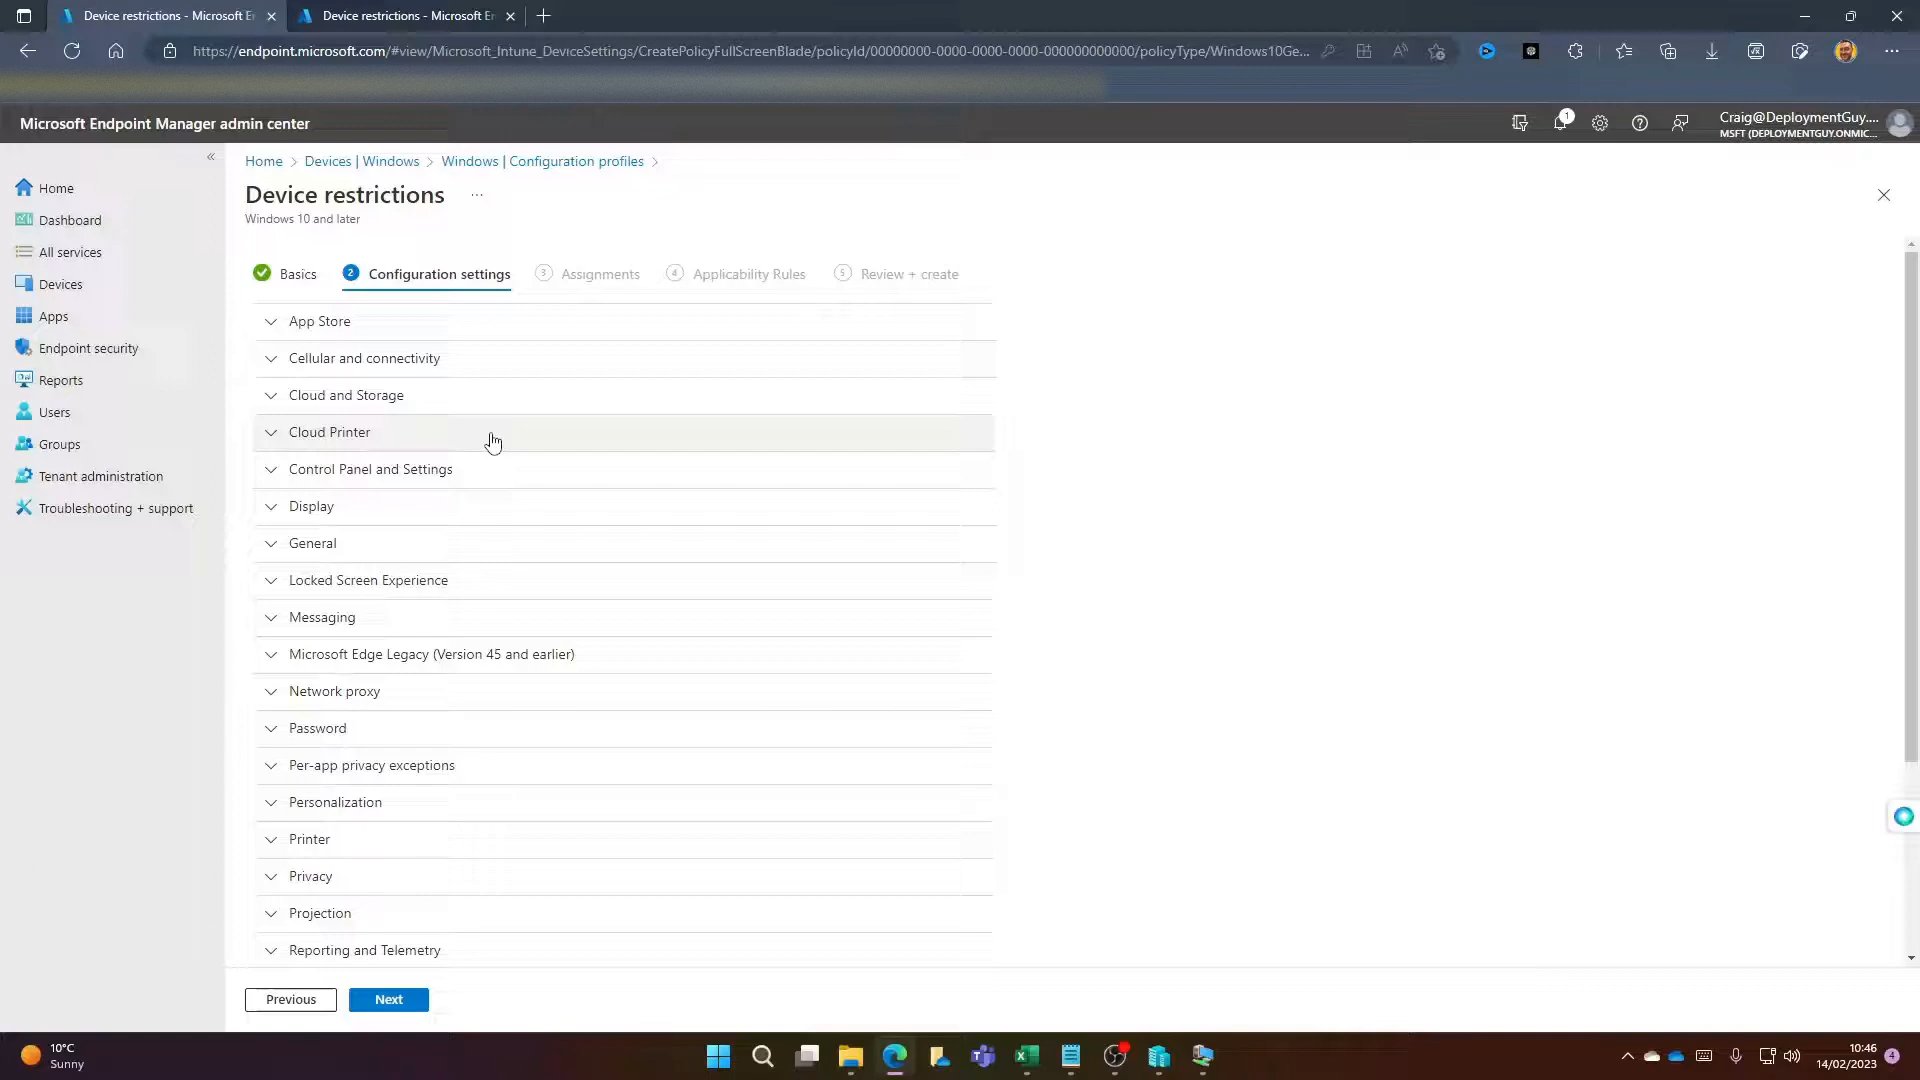 Device restrictions - Microsoft E
Device restrictions - Microsoft E
https://endpoint.microsoft.com/#view/Microsoft_Intune_DeviceSettings/CreatePolicyFullScreenBlade/policyId/00000000-0000-0000-0000-000000000000/policyType/Windows10Ge...
Microsoft Endpoint Manager admin center
1
Craig@DeploymentGuy....
MSFT (DEPLOYMENTGUY.ONMIC...
Home > Devices | Windows > Windows | Configuration profiles >
Device restrictions ...
Windows 10 and later
Home
Dashboard
All services
Devices
Apps
Endpoint security
Reports
Users
Groups
Tenant administration
Troubleshooting + support
Basics 2 Configuration settings 3 Assignments 4 Applicability Rules 5 Review + create
App Store
Cellular and connectivity
Cloud and Storage
Cloud Printer
Control Panel and Settings
Display
General
Locked Screen Experience
Messaging
Microsoft Edge Legacy (Version 45 and earlier)
Network proxy
Password
Per-app privacy exceptions
Personalization
Printer
Privacy
Projection
Reporting and Telemetry
Previous Next
10°C
Sunny
10:46
14/02/2023
4